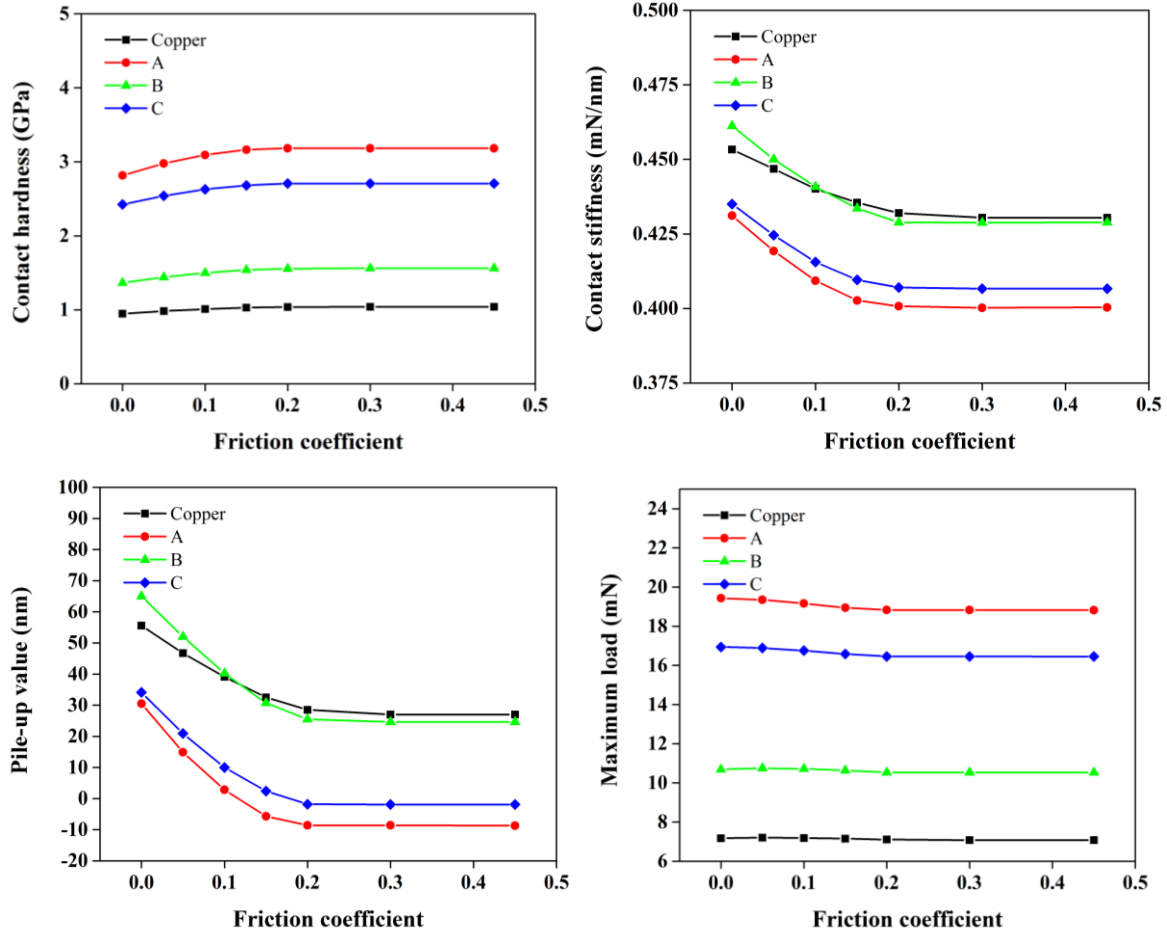 Contact hardness (GPa)
5
4
3
2
1
0
Copper
A
B
C
0.0 0.1 0.2 0.3 0.4 0.5
Friction coefficient
Contact stiffness (mN/nm)
0.500
0.475
0.450
0.425
0.400
0.375
Copper
A
B
C
0.0 0.1 0.2 0.3 0.4 0.5
Friction coefficient
Pile-up value (nm)
100
90
80
70
60
50
40
30
20
10
0
-10
-20
Copper
A
B
C
0.0 0.1 0.2 0.3 0.4 0.5
Friction coefficient
Maximum load (mN)
24
22
20
18
16
14
12
10
8
6
Copper
A
B
C
0.0 0.1 0.2 0.3 0.4 0.5
Friction coefficient